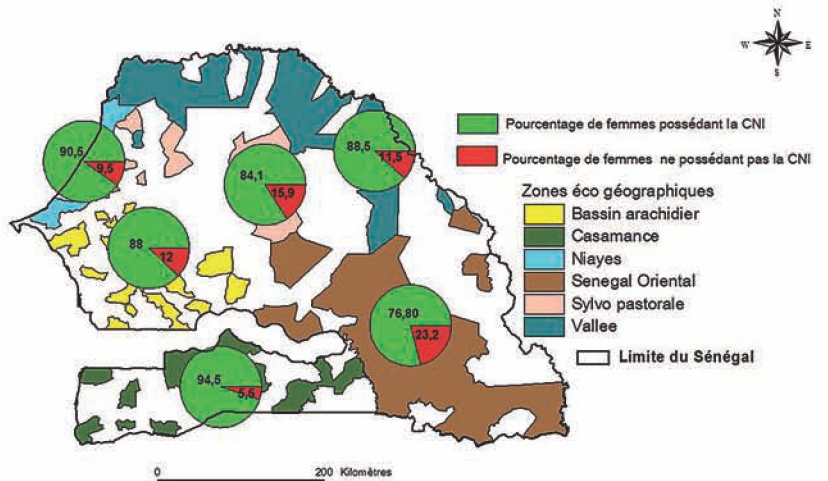 N
W E
S
Pourcentage de femmes possédant la CNI
Pourcentage de femmes ne possédant pas la CNI
90,5
9,5
84,1
15,9
88,5
11,5
88
12
76,80
23,2
94,5
5,5
Zones éco géographiques
Bassin arachidier
Casamance
Niayes
Senegal Oriental
Sylvo pastorale
Vallee
Limite du Sénégal
0 200 Kilomètres